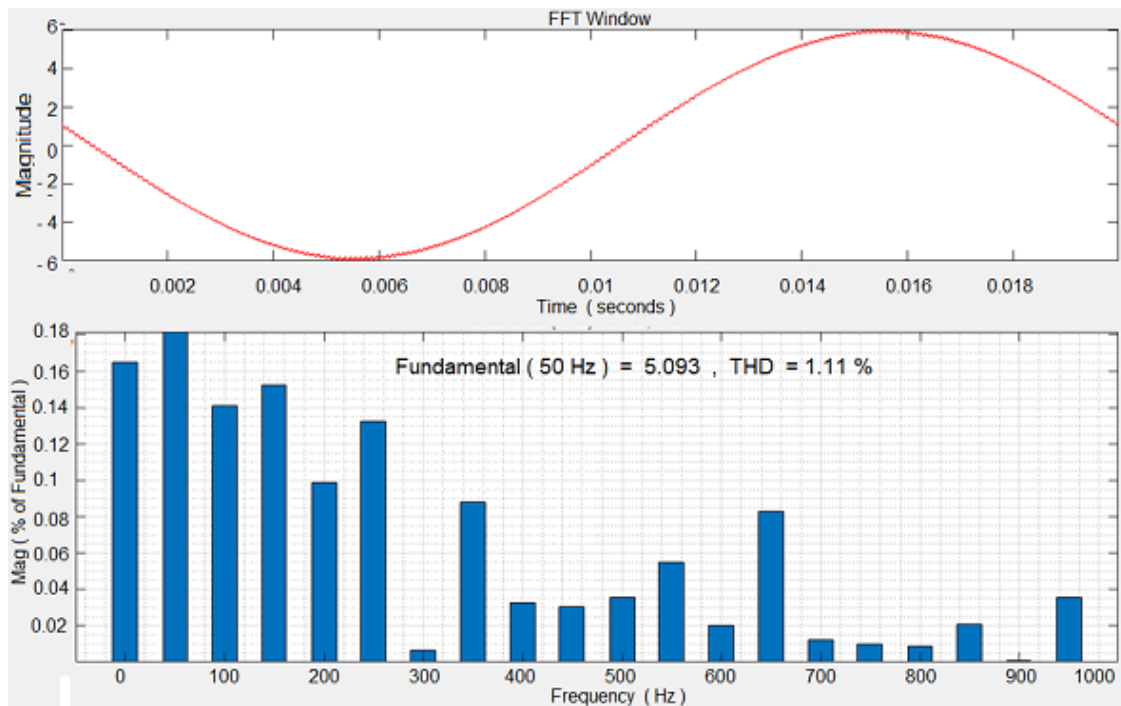 FFT Window
Magnitude
6
4
2
0
- 2
- 4
- 6
0.002 0.004 0.006 0.008 0.01 0.012 0.014 0.016 0.018
Time ( seconds )
Fundamental ( 50 Hz ) = 5.093 , THD = 1.11 %
Mag ( % of Fundamental )
0.18
0.16
0.14
0.12
0.1
0.08
0.06
0.04
0.02
0 100 200 300 400 500 600 700 800 900 1000
Frequency ( Hz )